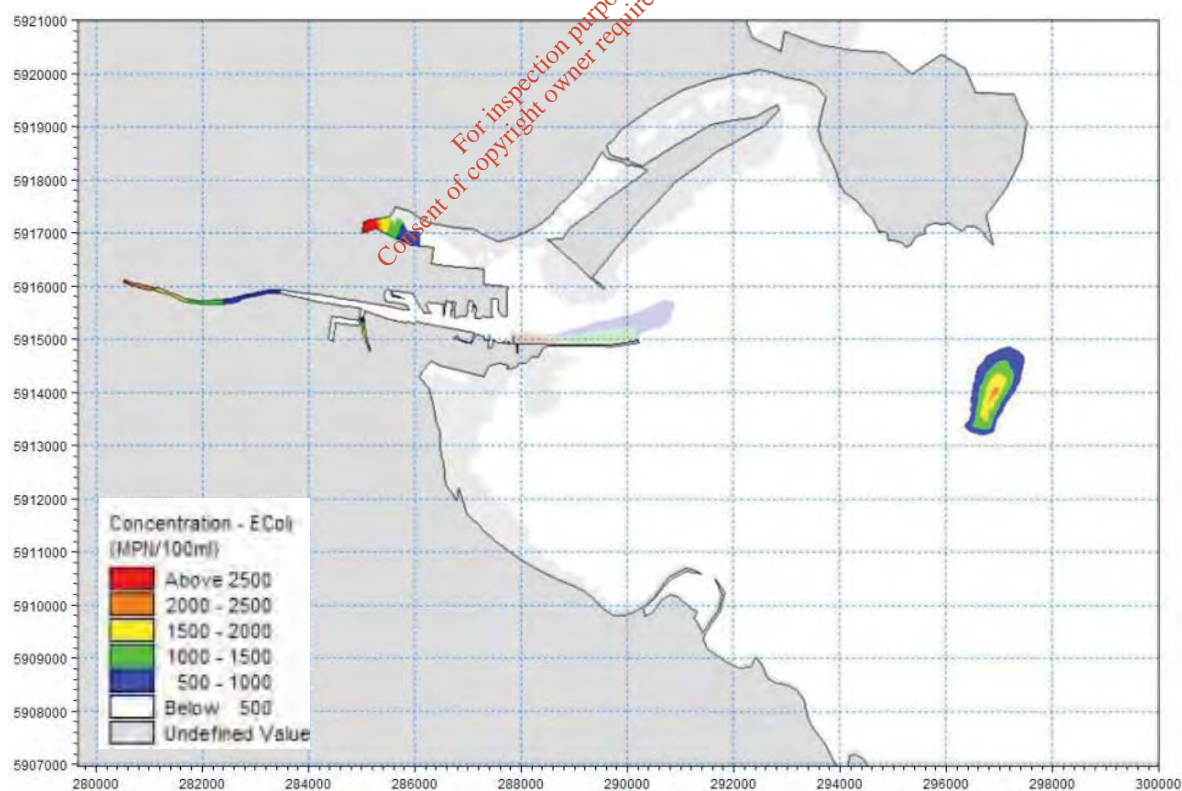 For inspection purpo
Consent of copyright owner require
5921000
5920000
5919000
5918000
5917000
5916000
5915000
5914000
5913000
5912000
5911000
5910000
5909000
5908000
5907000
Concentration - EColi
(MPN/100ml)
Above 2500
2000 - 2500
1500 - 2000
1000 - 1500
500 - 1000
Below 500
Undefined Value
280000 282000 284000 286000 288000 290000 292000 294000 296000 298000 300000